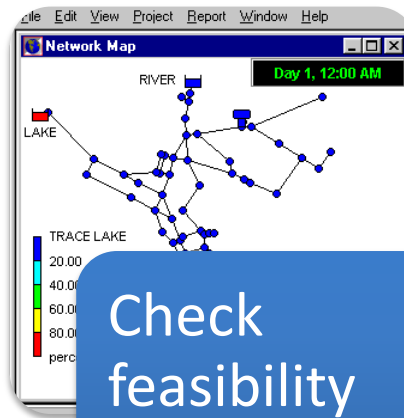 File Edit View Project Report Window Help
Network Map
Day 1, 12:00 AM
RIVER
LAKE
TRACE LAKE
20.00
40.00
60.00
80.00
perc
Check
feasibility